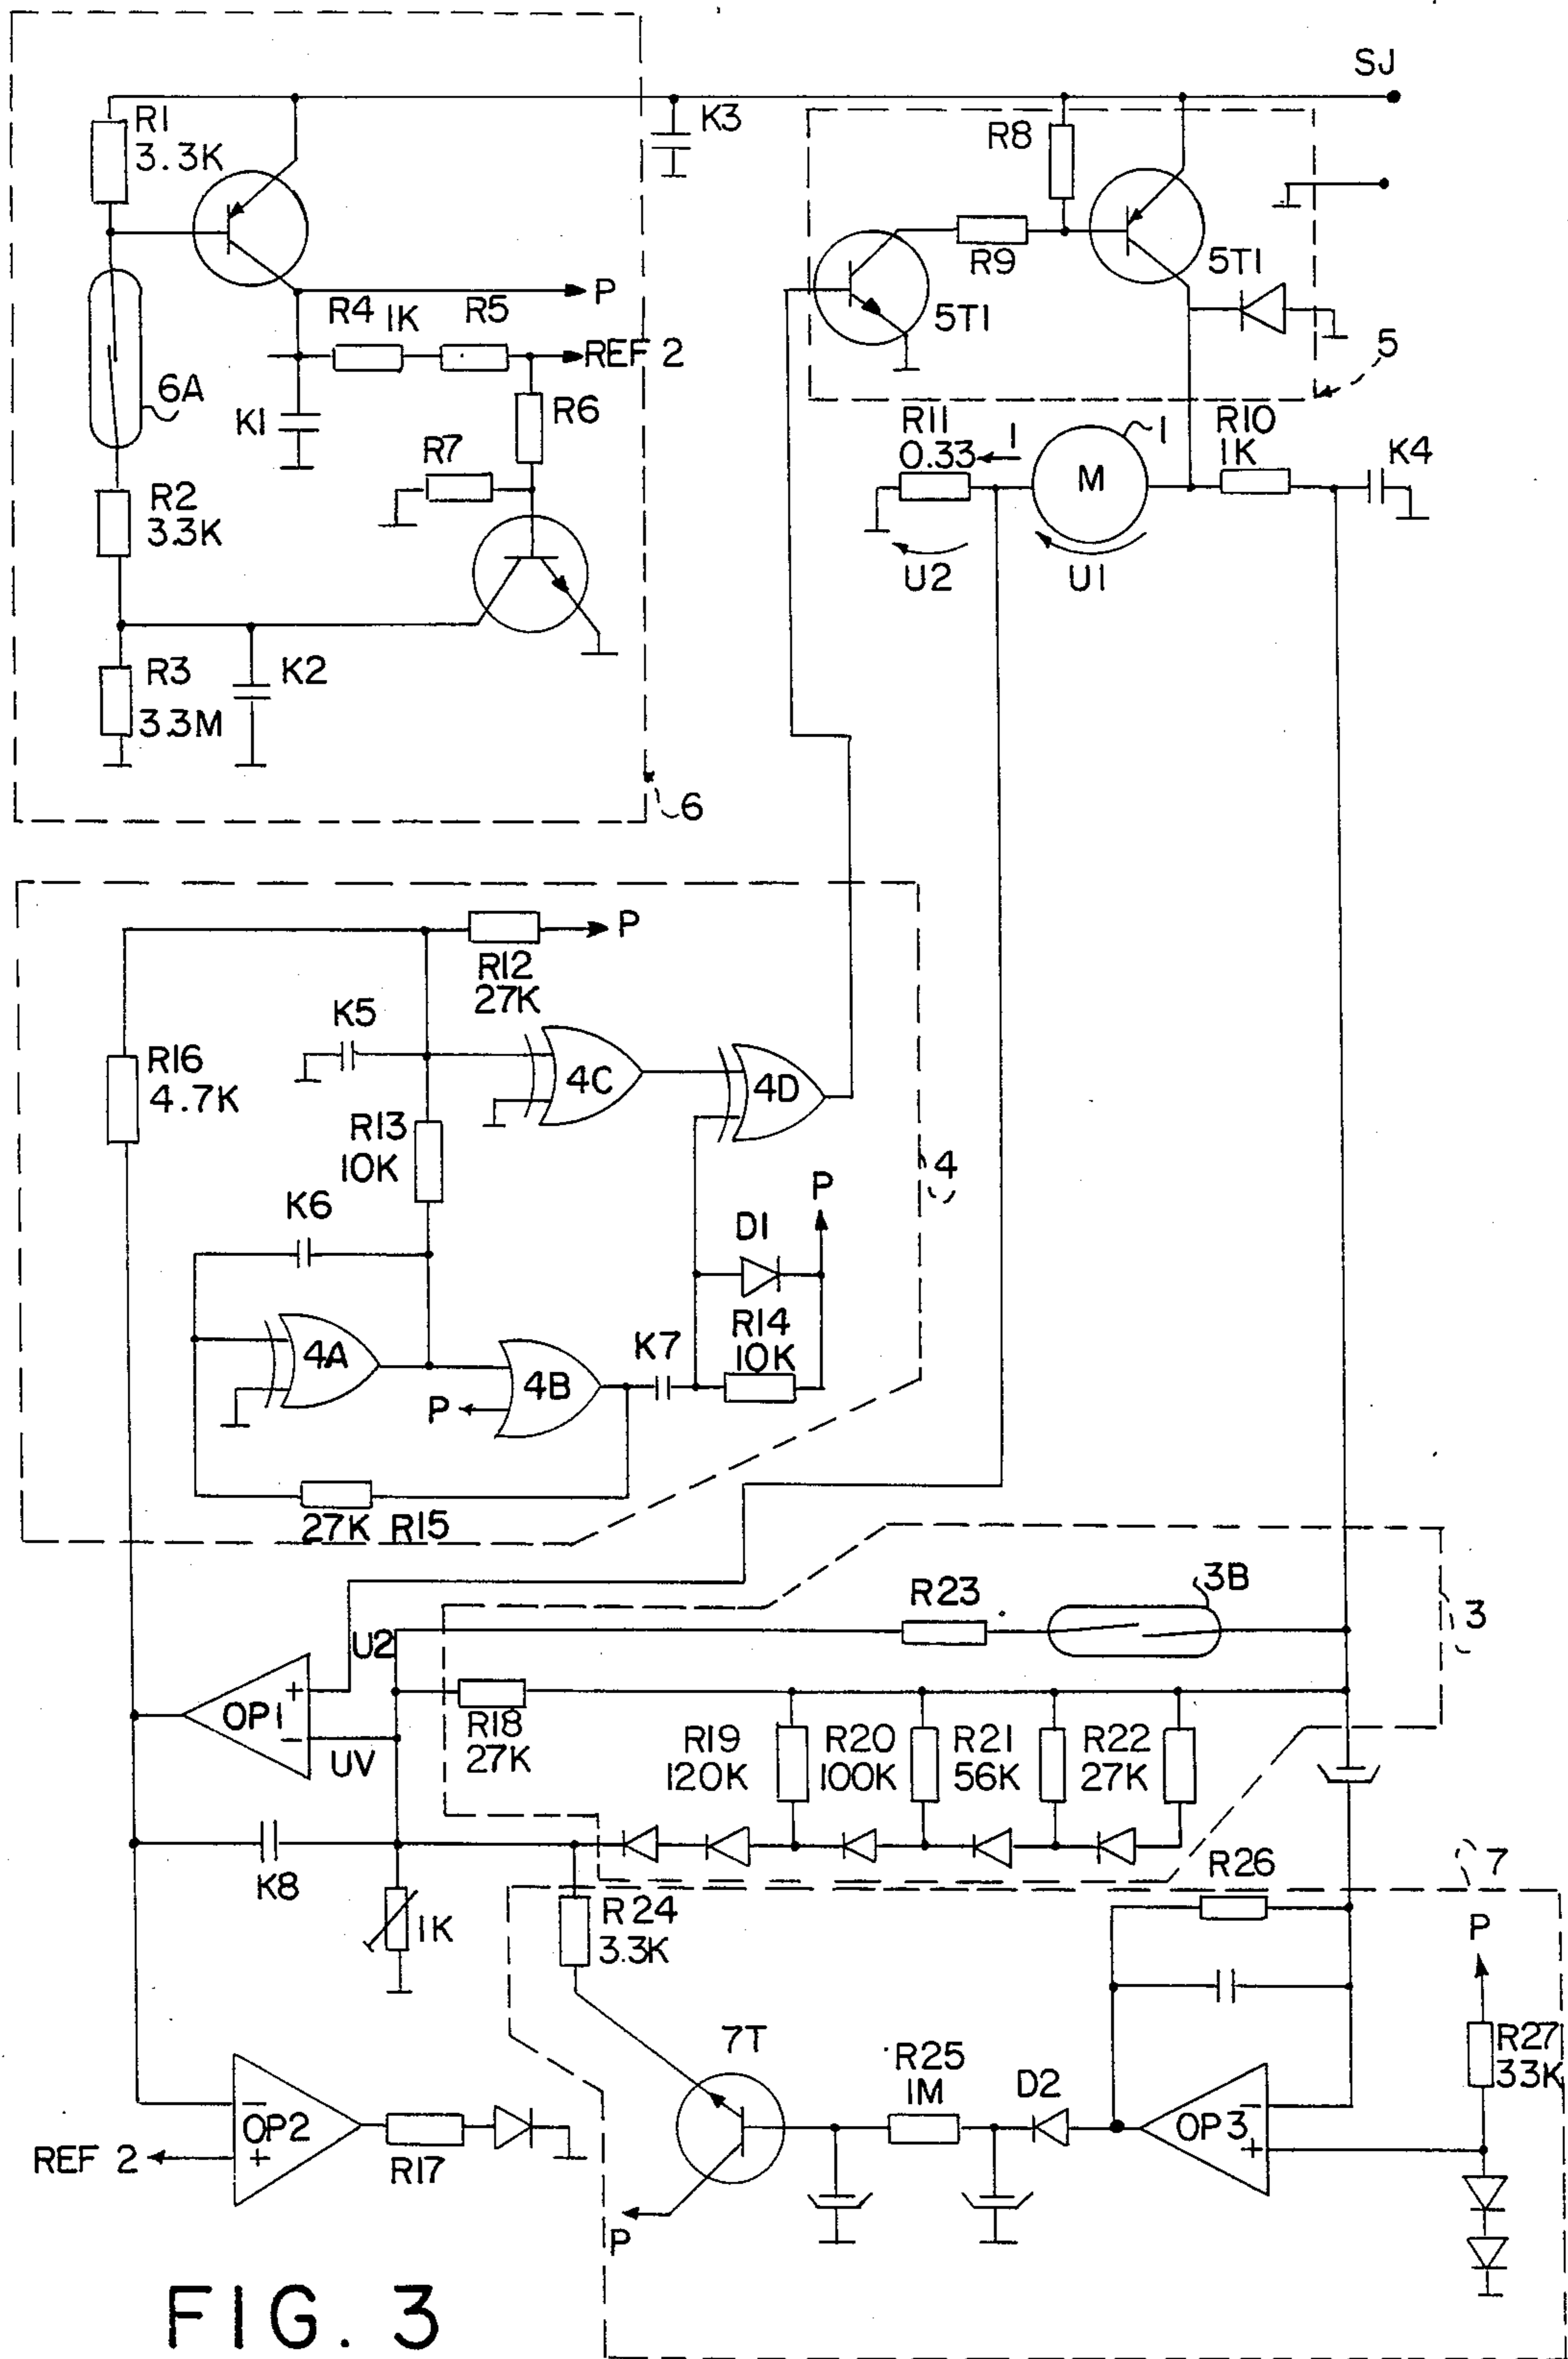 SJ
R1
3.3K
K3
R8
R9
5T1
5T1
P
R4 1K R5
REF 2
6A
K1
R6
5
R7
R11
0.33
I
1
R10
1K
K4
M
R2
3.3K
U2
U1
R3
3.3M
K2
6
P
R12
27K
K5
R16
4.7K
4C
4D
R13
10K
4
P
K6
D1
R14
10K
K7
4A
4B
P
27K R15
R23
3B
3
U2
OP1
+
−
UV
R18
27K
R19
120K
R20
100K
R21
56K
R22
27K
K8
1K
R24
3.3K
R26
7
P
7T
R25
1M
D2
R27
33K
OP2
−
+
REF 2
R17
OP3
−
+
P
FIG. 3